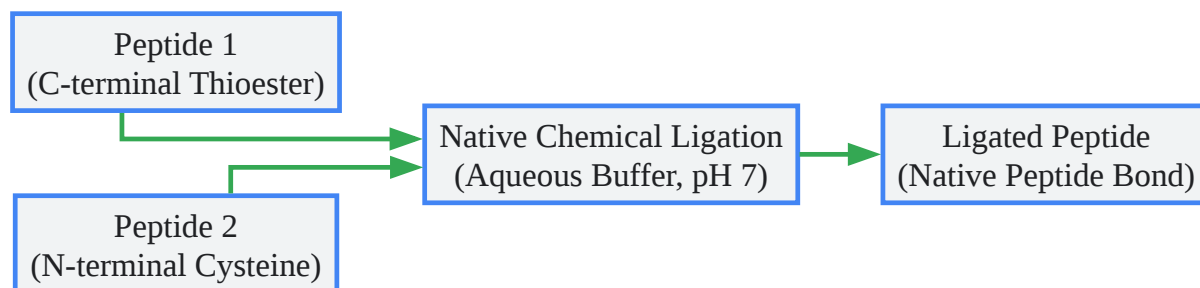 Peptide 1
(C-terminal Thioester)
Peptide 2
(N-terminal Cysteine)
Native Chemical Ligation
(Aqueous Buffer, pH 7)
Ligated Peptide
(Native Peptide Bond)